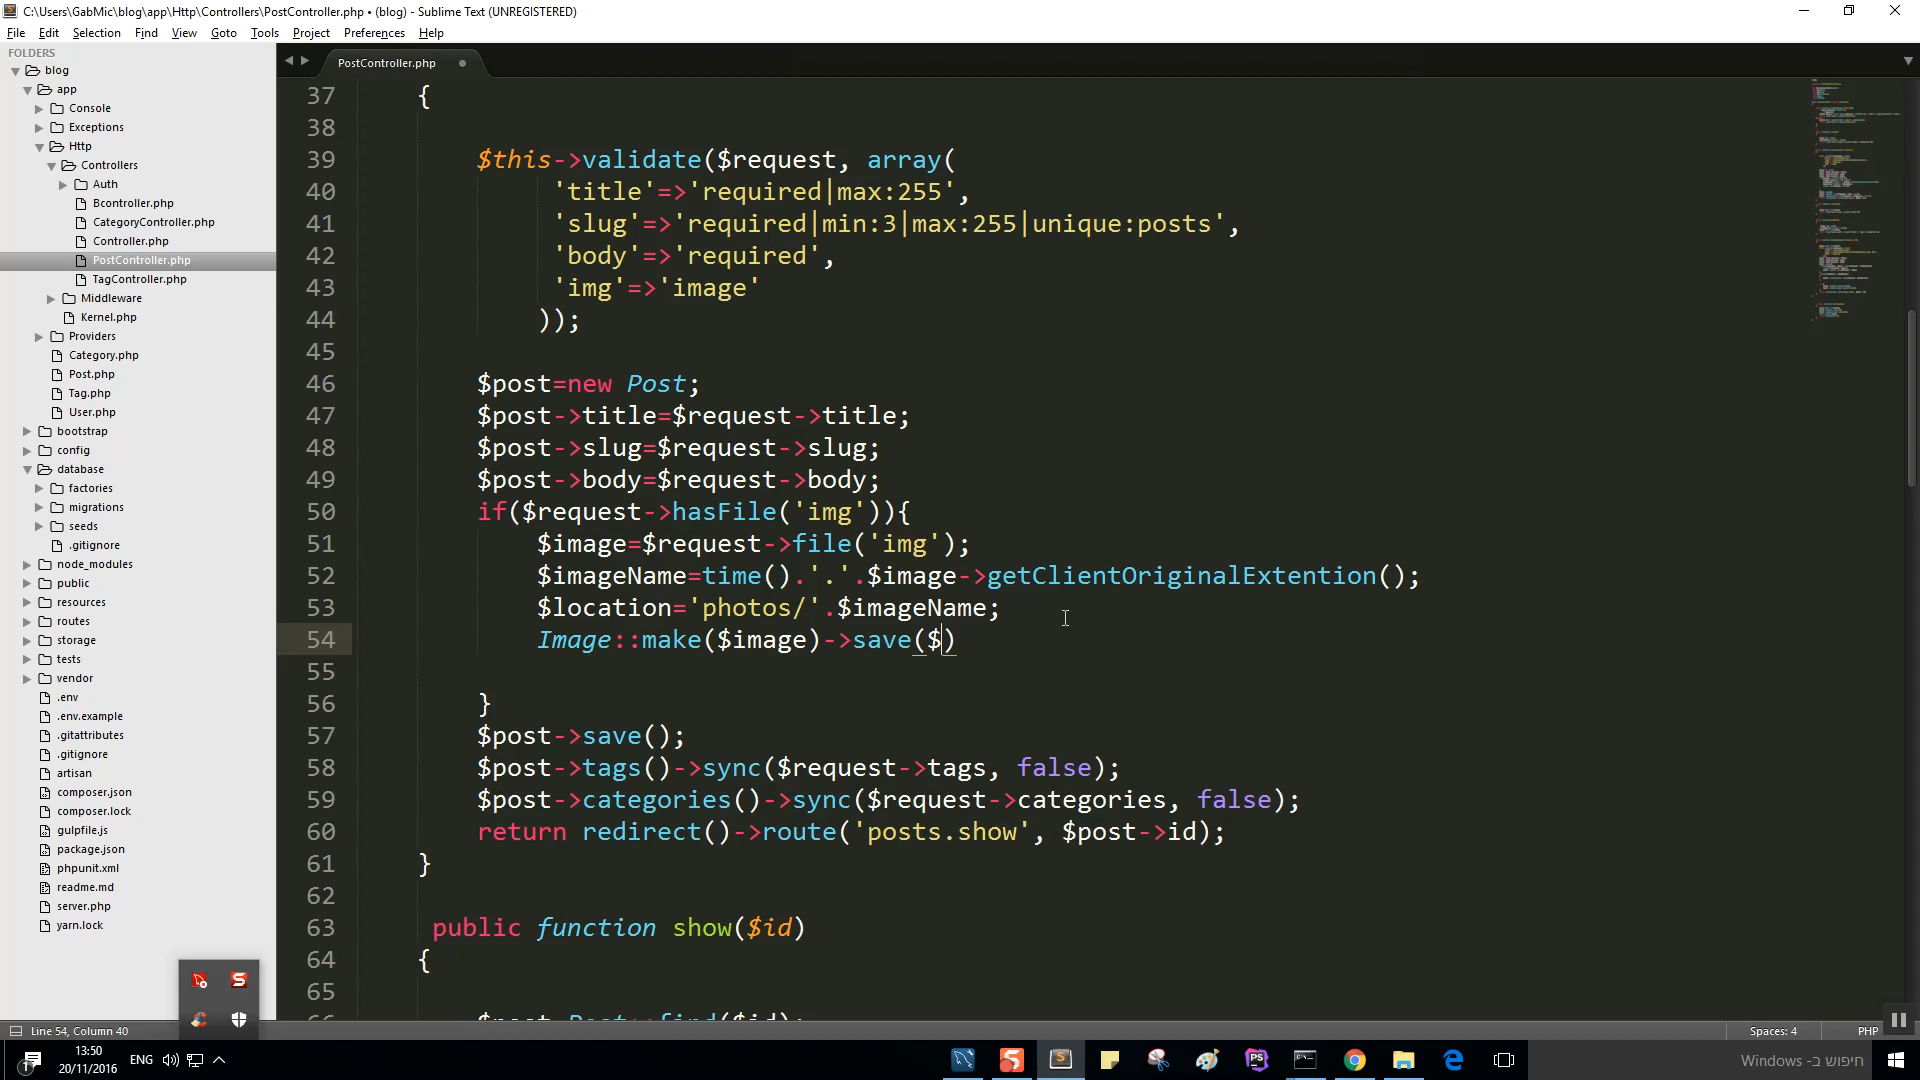 C:\Users\GabMic\blog\app\Http\Controllers\PostController.php • (blog) - Sublime Text (UNREGISTERED)
File Edit Selection Find View Goto Tools Project Preferences Help
FOLDERS
blog
app
Console
Exceptions
Http
Controllers
Auth
Bcontroller.php
CategoryController.php
Controller.php
PostController.php
TagController.php
Middleware
Kernel.php
Providers
Category.php
Post.php
Tag.php
User.php
bootstrap
config
database
factories
migrations
seeds
.gitignore
node_modules
public
resources
routes
storage
tests
vendor
.env
.env.example
.gitattributes
.gitignore
artisan
composer.json
composer.lock
gulpfile.js
package.json
phpunit.xml
readme.md
server.php
yarn.lock
PostController.php
37 {
38
39 $this->validate($request, array(
40 'title'=>'required|max:255',
41 'slug'=>'required|min:3|max:255|unique:posts',
42 'body'=>'required',
43 'img'=>'image'
44 ));
45
46 $post=new Post;
47 $post->title=$request->title;
48 $post->slug=$request->slug;
49 $post->body=$request->body;
50 if($request->hasFile('img')){
51 $image=$request->file('img');
52 $imageName=time().'.'.$image->getClientOriginalExtention();
53 $location='photos/'.$imageName;
54 Image::make($image)->save($)
55
56 }
57 $post->save();
58 $post->tags()->sync($request->tags, false);
59 $post->categories()->sync($request->categories, false);
60 return redirect()->route('posts.show', $post->id);
61 }
62
63 public function show($id)
64 {
65
66 $post=Post::find($id);
Line 54, Column 40
Spaces: 4
PHP
13:50
20/11/2016
ENG
PS
חיפוש ב- Windows